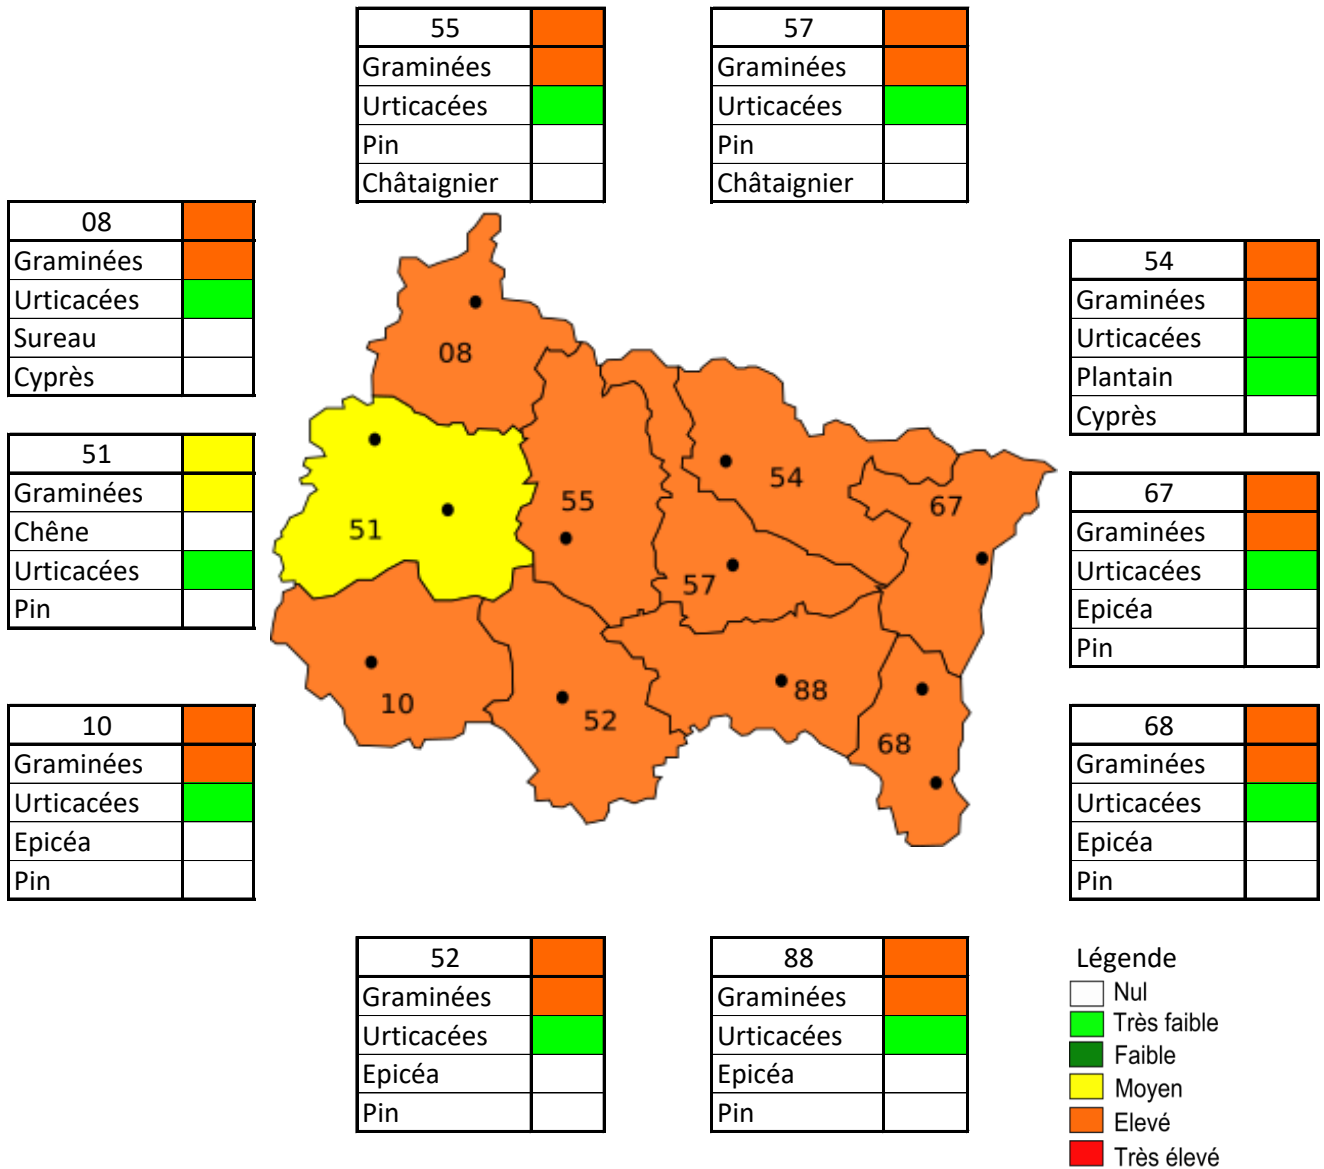 55
Graminées
Urticacées
Pin
Châtaignier
57
Graminées
Urticacées
Pin
Châtaignier
08
Graminées
Urticacées
Sureau
Cyprès
51
Graminées
Chêne
Urticacées
Pin
10
Graminées
Urticacées
Epicéa
Pin
08
51
55
54
67
57
10
52
88
68
54
Graminées
Urticacées
Plantain
Cyprès
67
Graminées
Urticacées
Epicéa
Pin
68
Graminées
Urticacées
Epicéa
Pin
52
Graminées
Urticacées
Epicéa
Pin
88
Graminées
Urticacées
Epicéa
Pin
Légende
Nul
Très faible
Faible
Moyen
Elevé
Très élevé